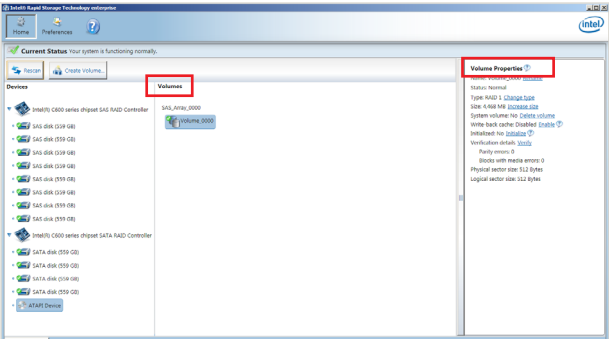 Intel® Rapid Storage Technology enterprise
Home
Preferences
intel
Current Status Your system is functioning normally.
Rescan
Create Volume...
Devices
Intel(R) C600 series chipset SAS RAID Controller
SAS disk (559 GB)
SAS disk (559 GB)
SAS disk (559 GB)
SAS disk (559 GB)
SAS disk (559 GB)
SAS disk (559 GB)
SAS disk (559 GB)
SAS disk (559 GB)
Intel(R) C600 series chipset SATA RAID Controller
SATA disk (559 GB)
SATA disk (559 GB)
SATA disk (559 GB)
SATA disk (559 GB)
ATAPI Device
Volumes
SAS_Array_0000
Volume_0000
Volume Properties
Name: Volume_0000 Rename
Status: Normal
Type: RAID 1 Change type
Size: 4,468 MB Increase size
System volume: No Delete volume
Write-back cache: Disabled Enable
Initialized: No Initialize
Verification details Verify
Parity errors: 0
Blocks with media errors: 0
Physical sector size: 512 Bytes
Logical sector size: 512 Bytes